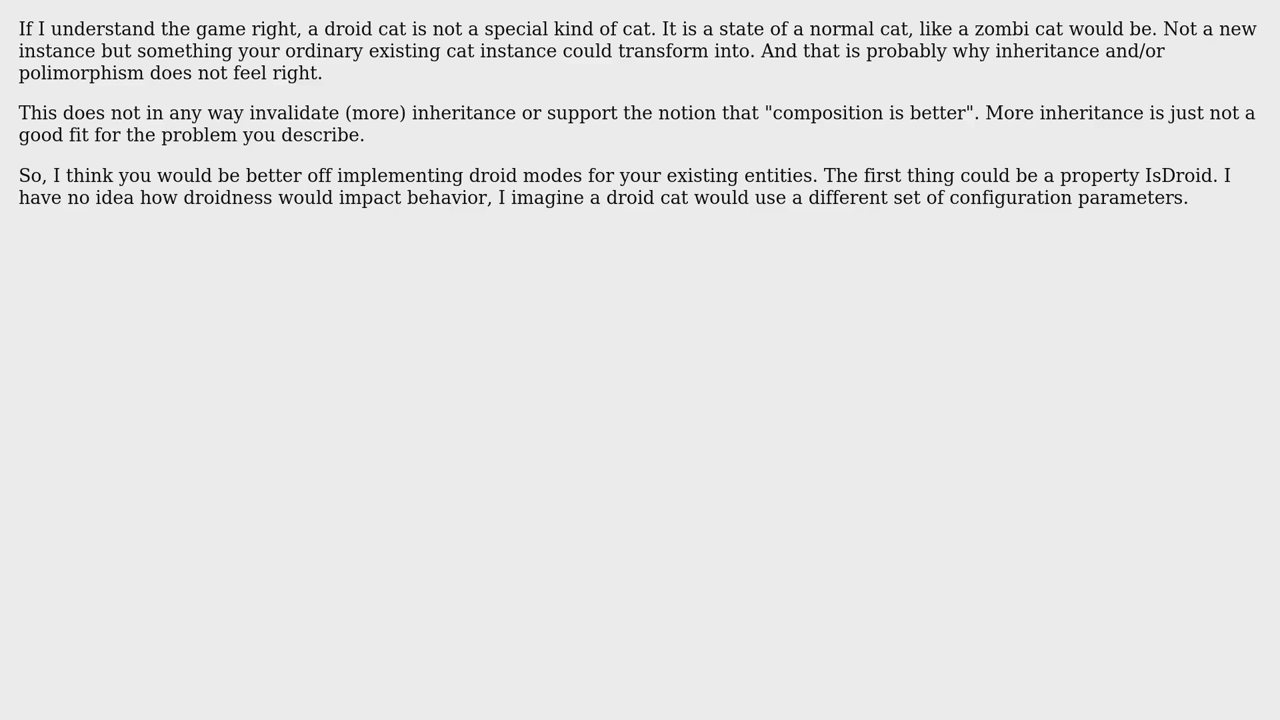 If I understand the game right, a droid cat is not a special kind of cat. It is a state of a normal cat, like a zombi cat would be. Not a new
instance but something your ordinary existing cat instance could transform into. And that is probably why inheritance and/or
polimorphism does not feel right.
This does not in any way invalidate (more) inheritance or support the notion that "composition is better". More inheritance is just not a
good fit for the problem you describe.
So, I think you would be better off implementing droid modes for your existing entities. The first thing could be a property IsDroid. I
have no idea how droidness would impact behavior, I imagine a droid cat would use a different set of configuration parameters.